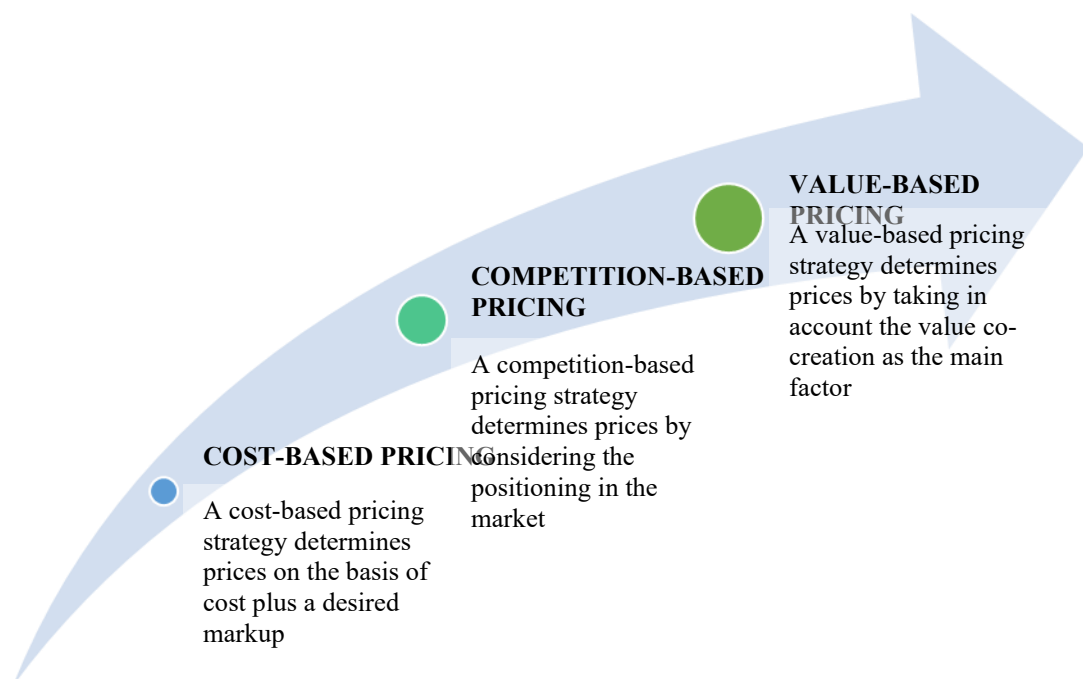 VALUE-BASED
PRICING
A value-based pricing
strategy determines
prices by taking in
account the value co-
creation as the main
factor
COMPETITION-BASED
PRICING
A competition-based
pricing strategy
determines prices by
considering the
positioning in the
market
COST-BASED PRICING
A cost-based pricing
strategy determines
prices on the basis of
cost plus a desired
markup